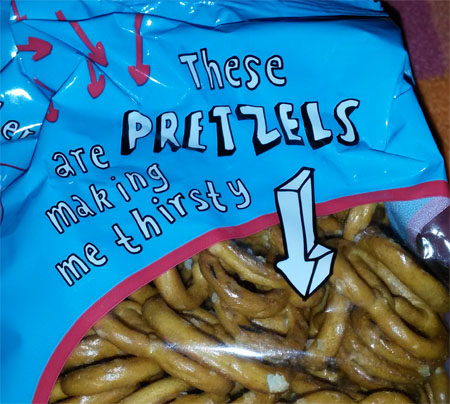 These
PRETZELS
are
making
me thirsty